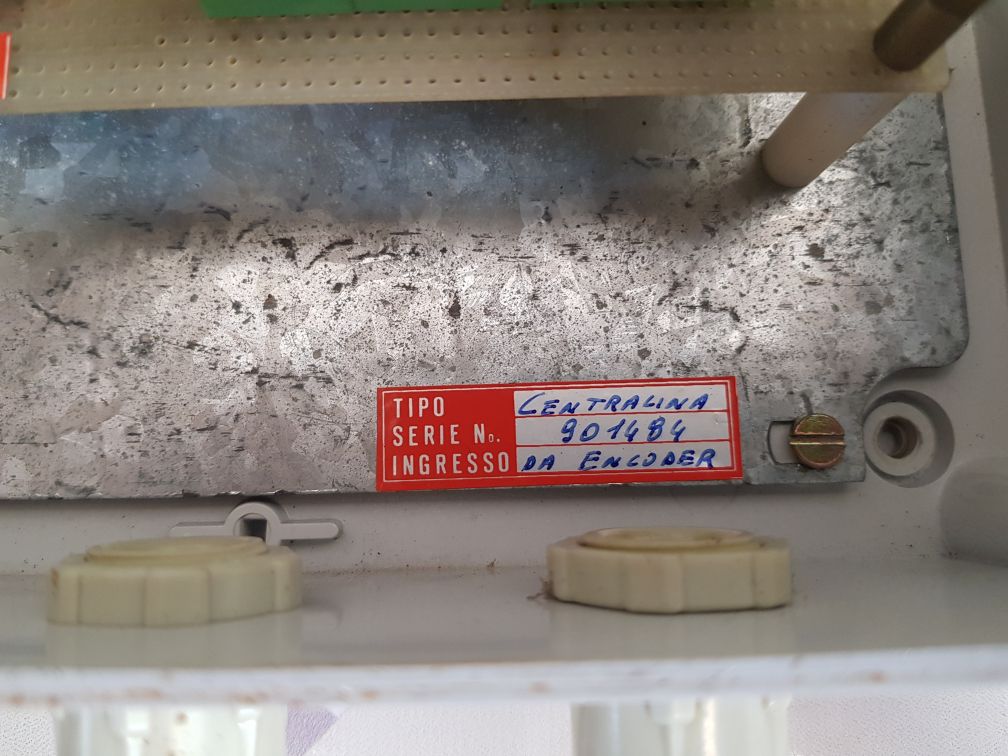 TIPO CENTRALINA
SERIE No. 901484
INGRESSO DA ENCODER